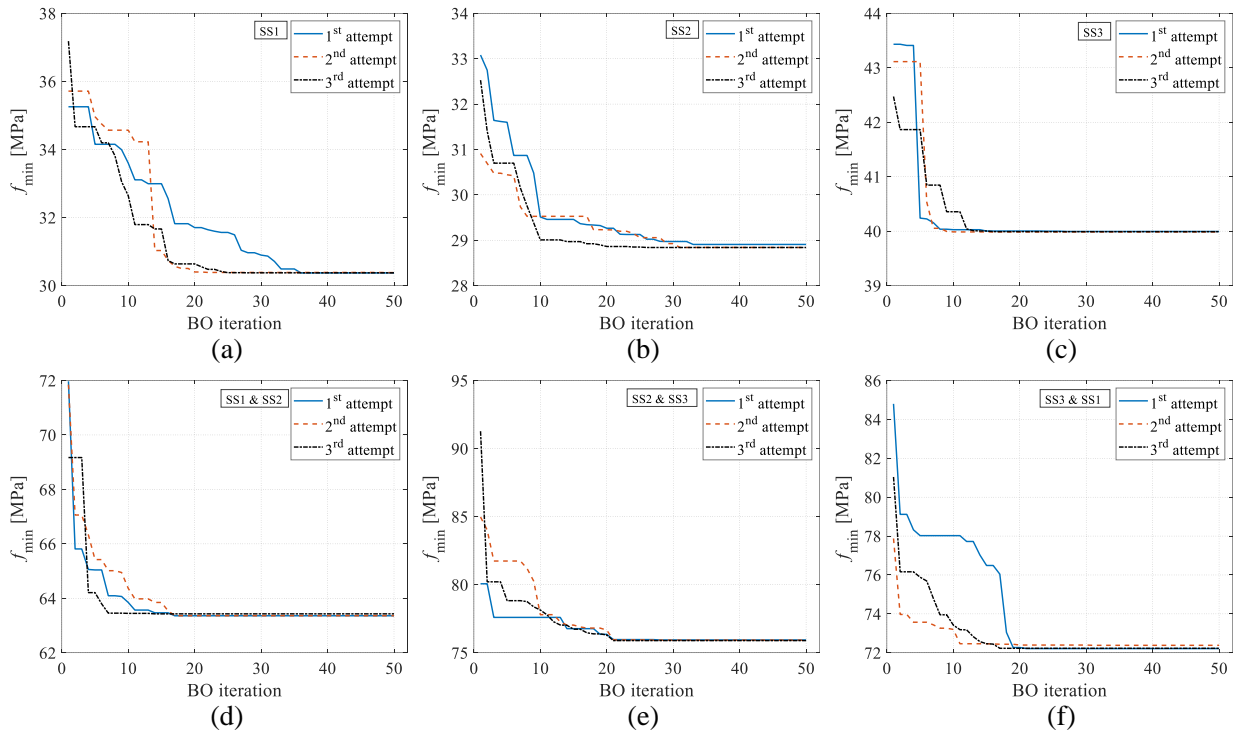 38
36
34
32
30
0 10 20 30 40 50
f_min [MPa]
BO iteration
SS1
1st attempt
2nd attempt
3rd attempt
(a)
34
33
32
31
30
29
28
0 10 20 30 40 50
f_min [MPa]
BO iteration
SS2
1st attempt
2nd attempt
3rd attempt
(b)
44
43
42
41
40
39
0 10 20 30 40 50
f_min [MPa]
BO iteration
SS3
1st attempt
2nd attempt
3rd attempt
(c)
72
70
68
66
64
62
0 10 20 30 40 50
f_min [MPa]
BO iteration
SS1 & SS2
1st attempt
2nd attempt
3rd attempt
(d)
95
90
85
80
75
0 10 20 30 40 50
f_min [MPa]
BO iteration
SS2 & SS3
1st attempt
2nd attempt
3rd attempt
(e)
86
84
82
80
78
76
74
72
0 10 20 30 40 50
f_min [MPa]
BO iteration
SS3 & SS1
1st attempt
2nd attempt
3rd attempt
(f)